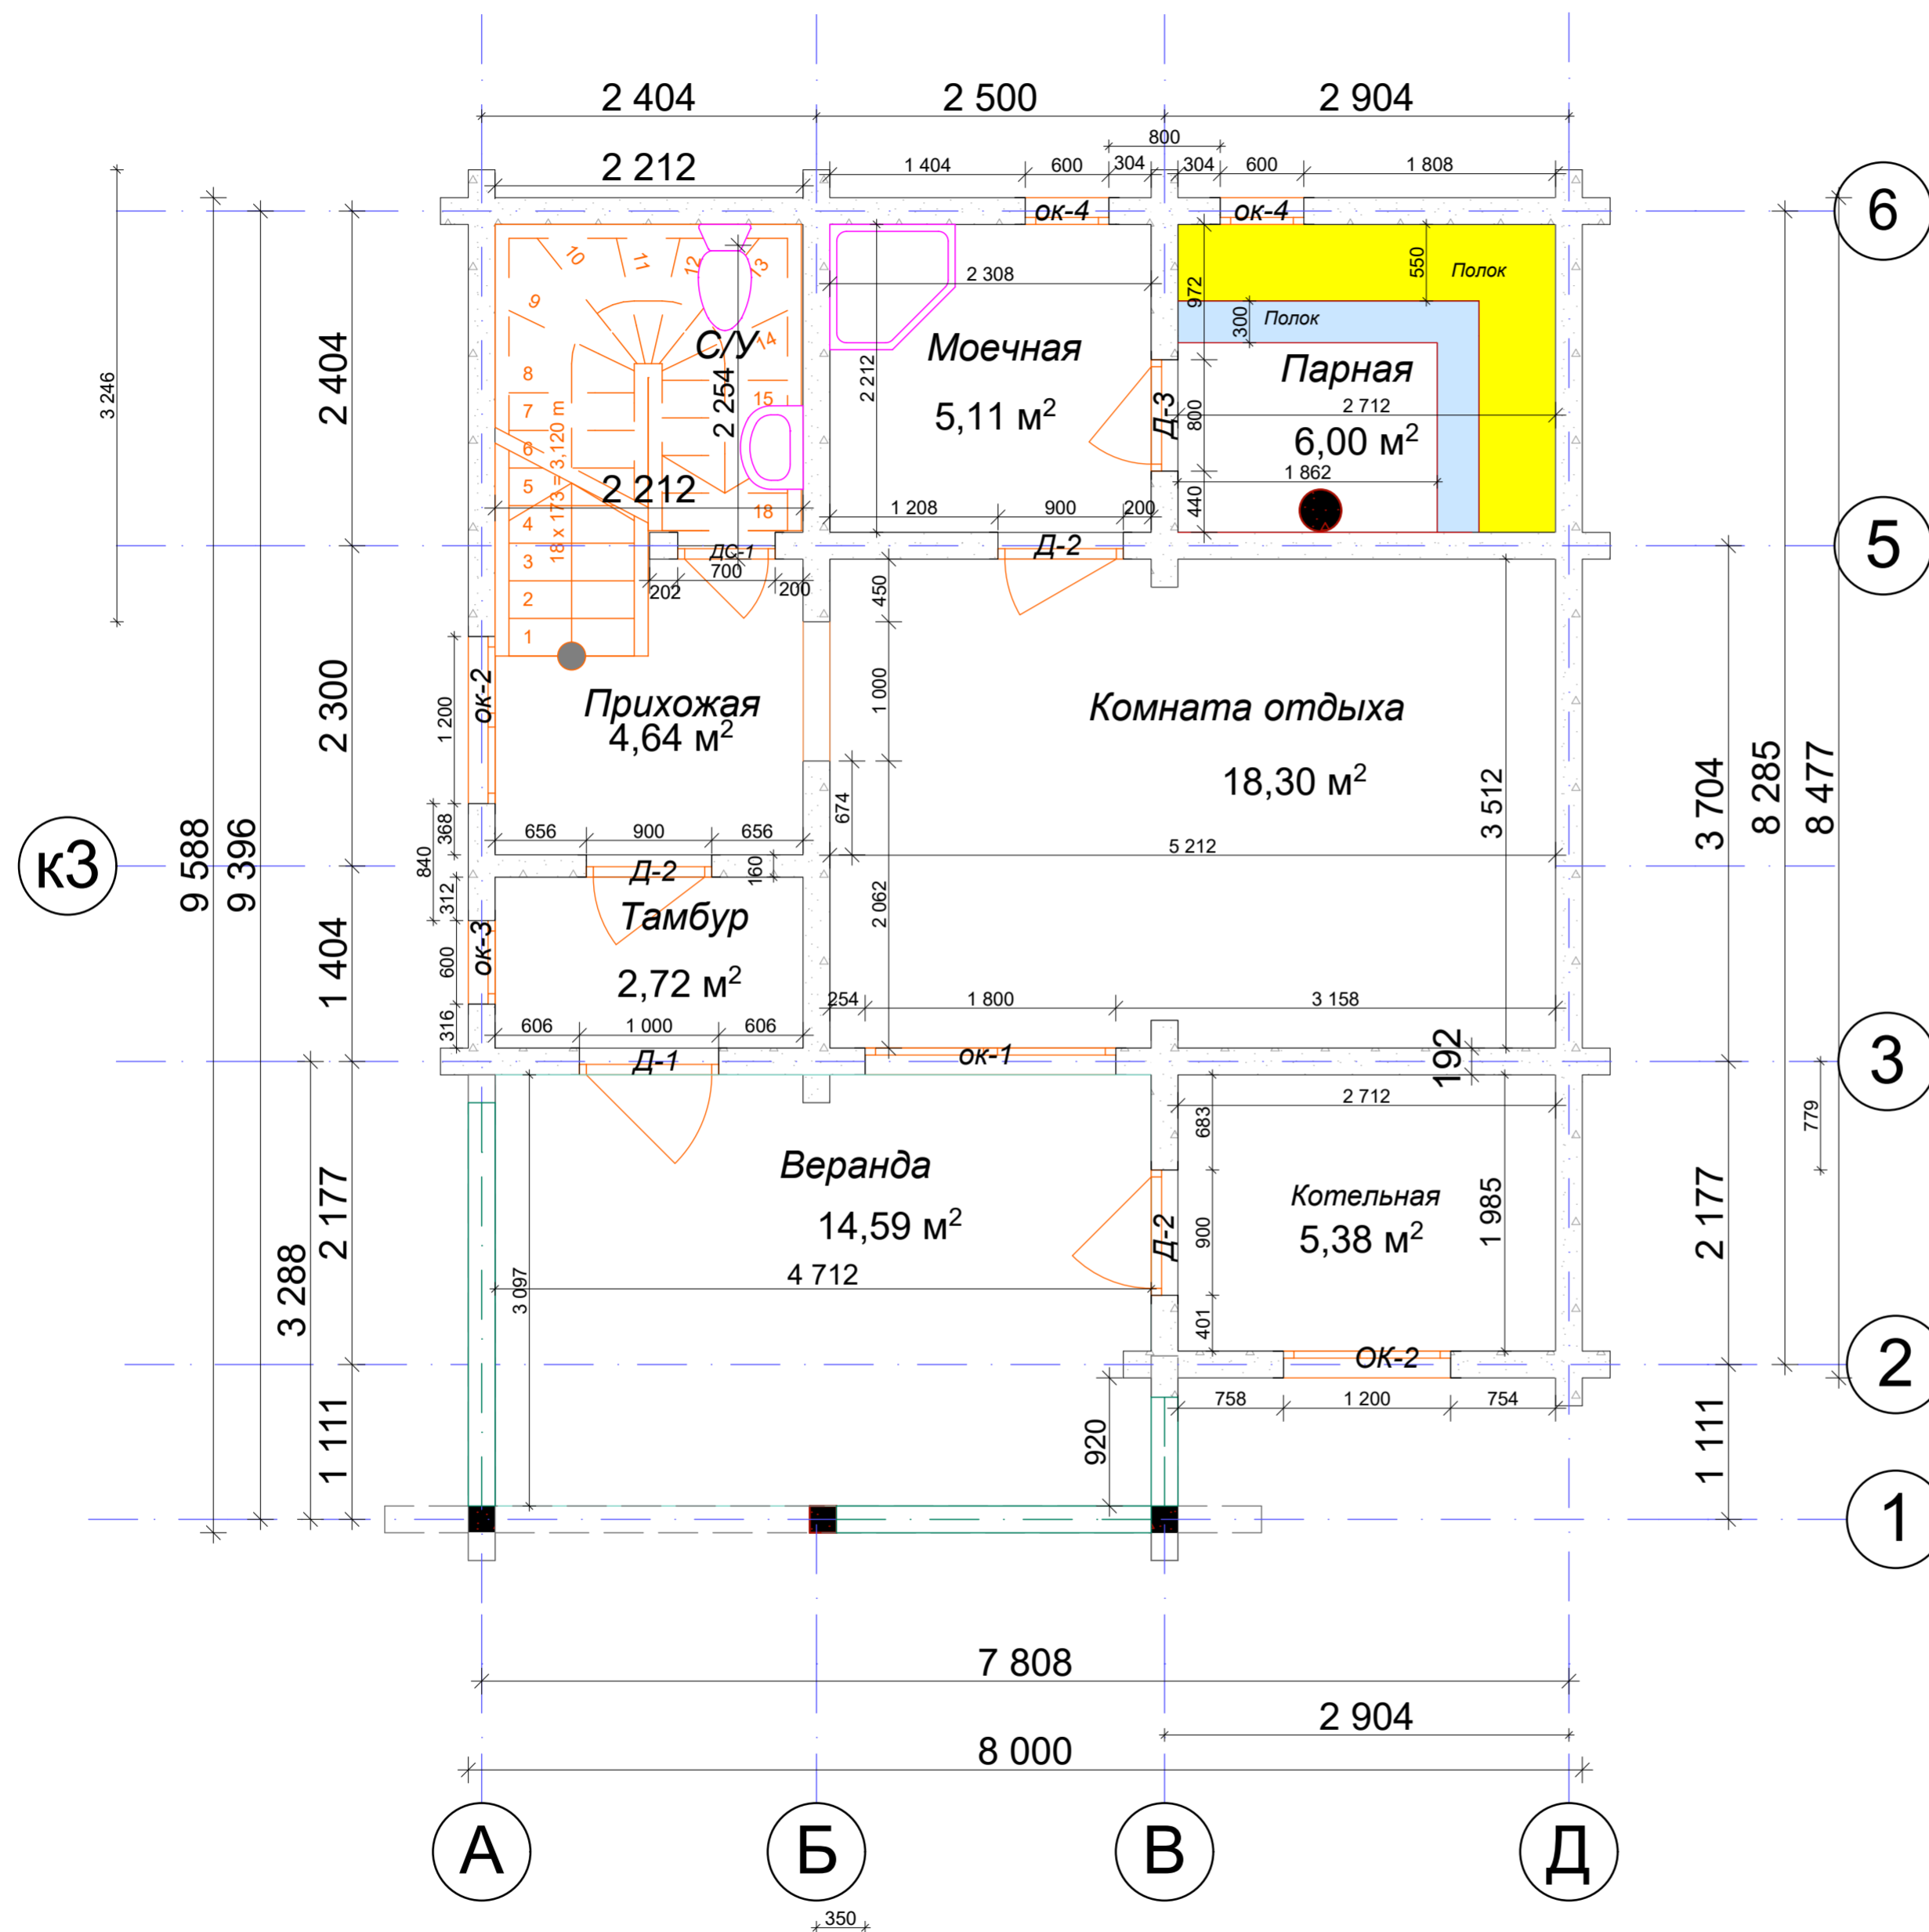 2 404
2 500
2 904
800
2 212
1 404
600
304
304
600
1 808
ок-4
ок-4
6
10
11
12
13
9
550
Полок
2 308
972
300
Полок
С/У
14
Моечная
Парная
3 246
2 404
8
2 254
2 212
15
7
5,11 м²
Д-3
800
2 712
6
6,00 м²
18 x 173 = 3,120 m
5
2 212
1 862
1 208
900
200
440
18
4
ДС-1
Д-2
5
3
202
700
200
450
2
1
ок-2
1 200
2 300
Прихожая
4,64 м²
1 000
Комната отдыха
18,30 м²
3 512
3 704
8 285
8 477
674
к3
9 588
9 396
840
368
656
900
656
5 212
Д-2
160
312
Тамбур
2 062
ок-3
600
1 404
2,72 м²
254
1 800
3 158
316
606
1 000
606
Д-1
ок-1
192
3
2 712
683
779
Веранда
14,59 м²
Котельная
5,38 м²
1 985
900
Д-2
2 177
2 177
3 288
3 097
4 712
401
ОК-2
2
758
1 200
754
920
1 111
1 111
1
7 808
2 904
8 000
А
Б
В
Д
350